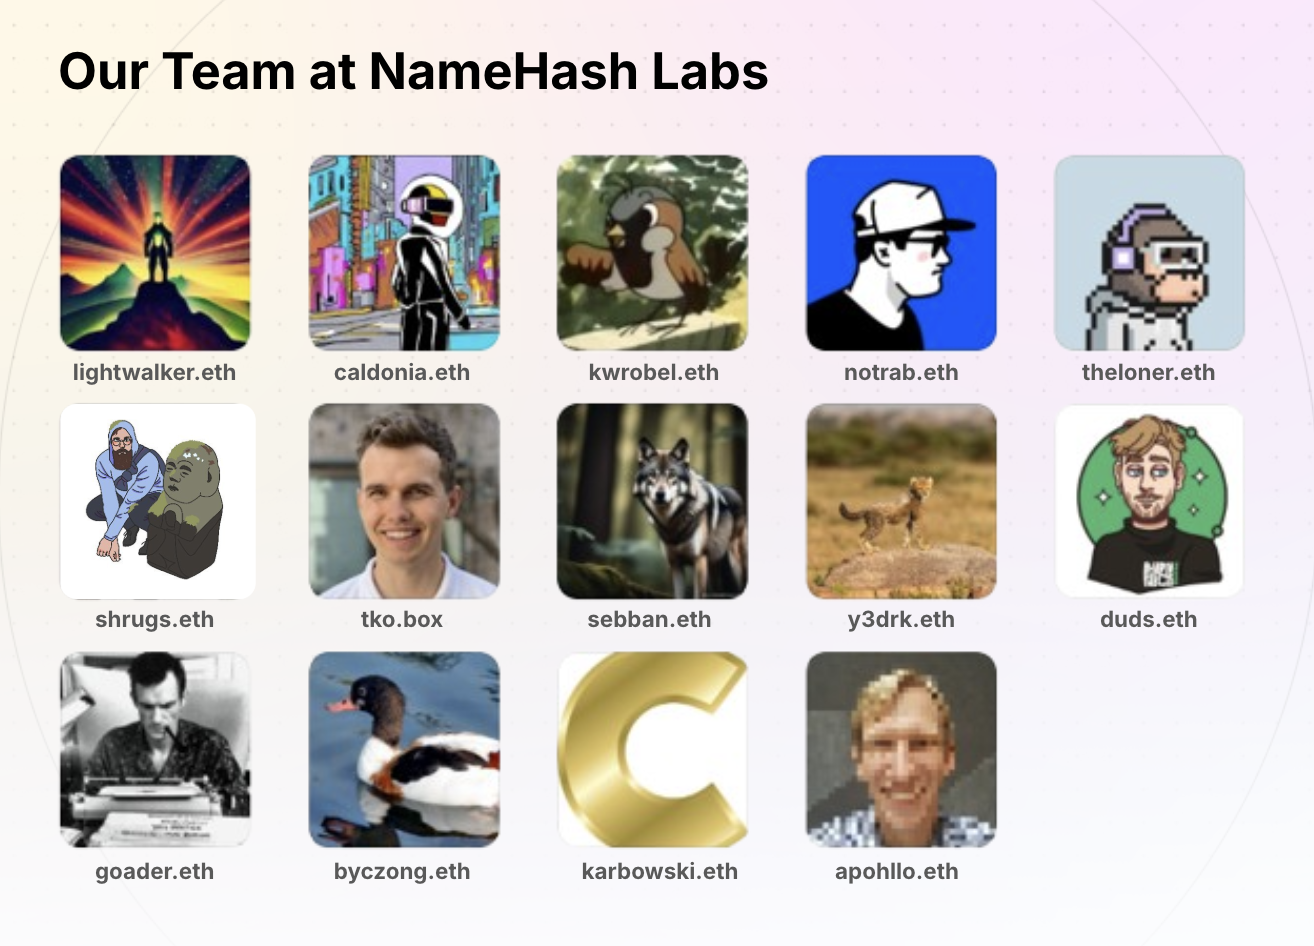 Our Team at NameHash Labs
lightwalker.eth
caldonia.eth
kwrobel.eth
notrab.eth
theloner.eth
shrugs.eth
tko.box
sebban.eth
y3drk.eth
duds.eth
goader.eth
byczong.eth
karbowski.eth
apohllo.eth